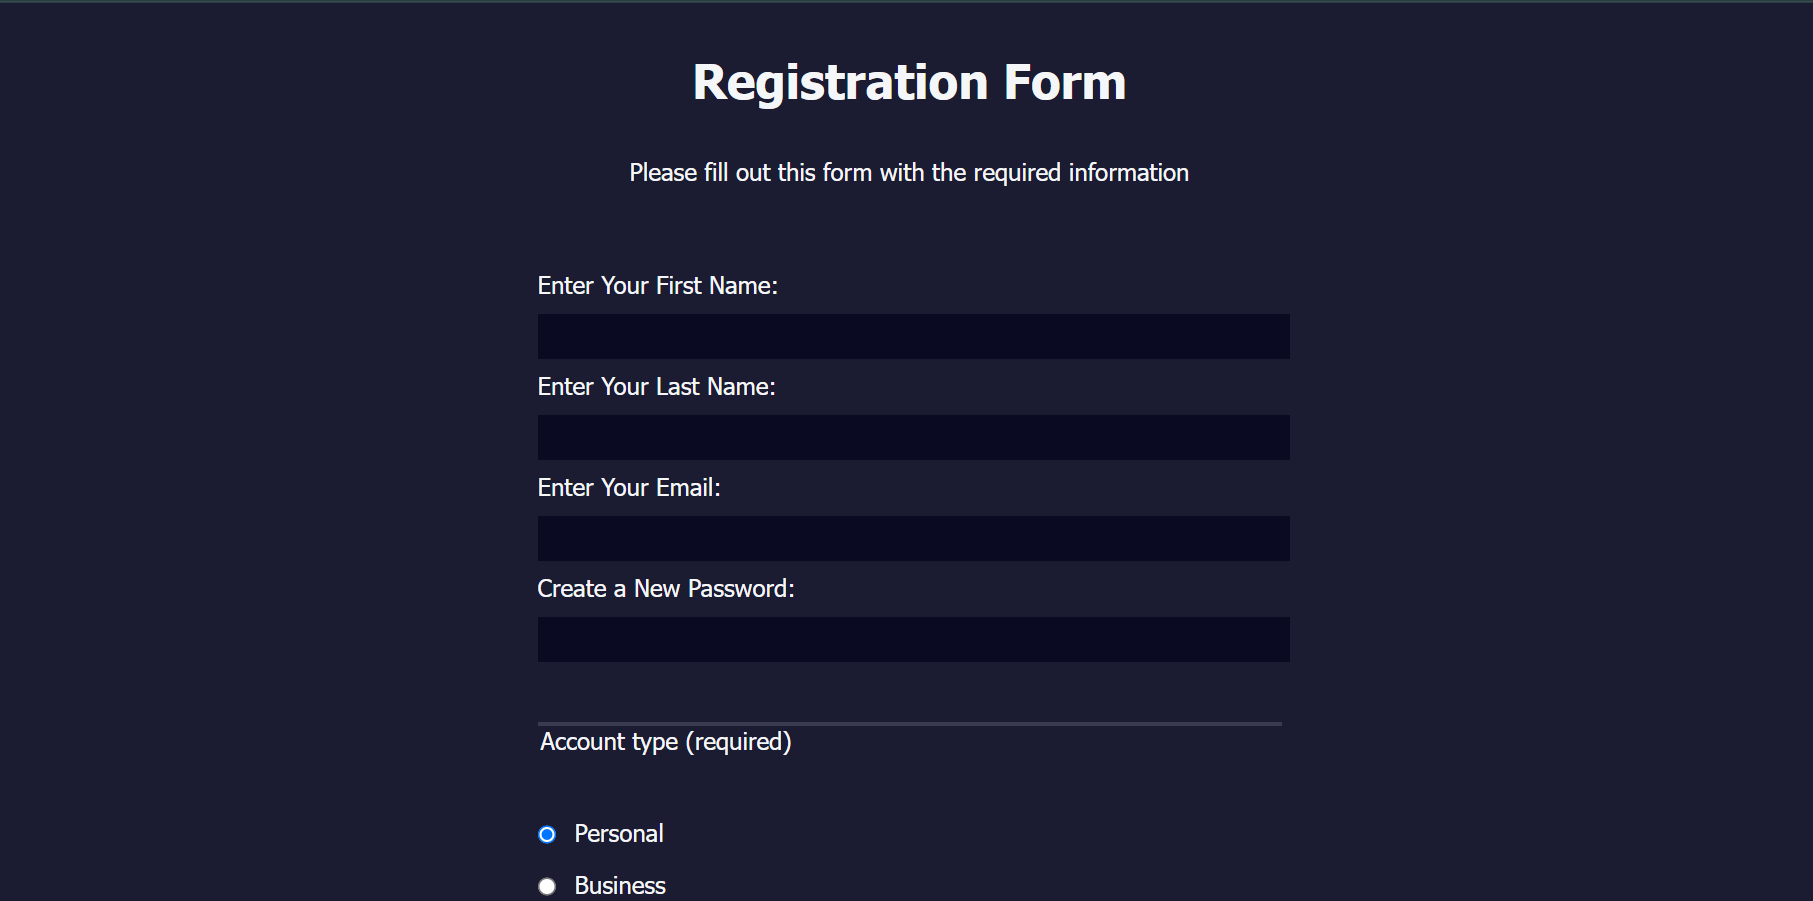 Registration Form
Please fill out this form with the required information
Enter Your First Name:
Enter Your Last Name:
Enter Your Email:
Create a New Password:
Account type (required)
Personal
Business